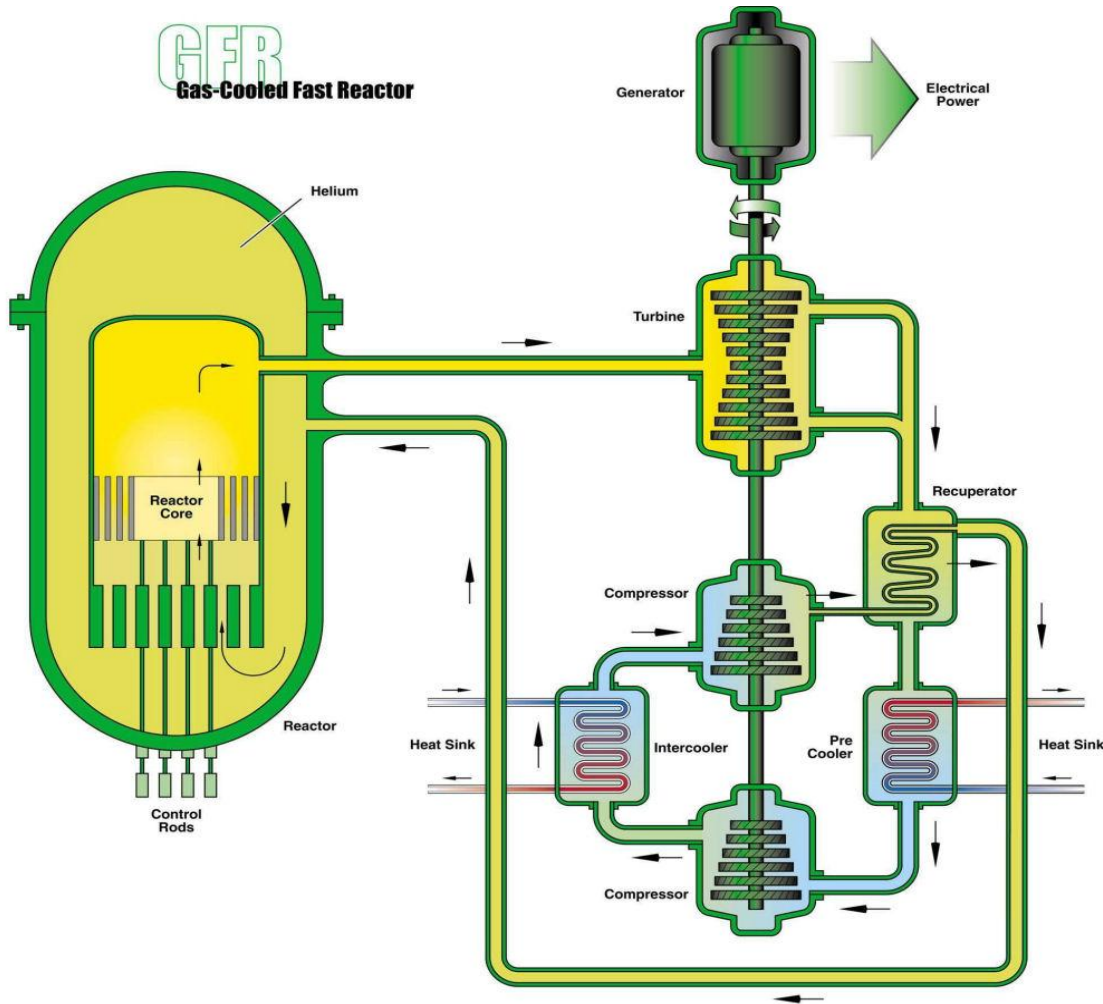 GFR
Gas-Cooled Fast Reactor
Generator
Electrical
Power
Helium
Turbine
Reactor
Core
Recuperator
Compressor
Reactor
Heat Sink
Intercooler
Pre
Cooler
Heat Sink
Control
Rods
Compressor